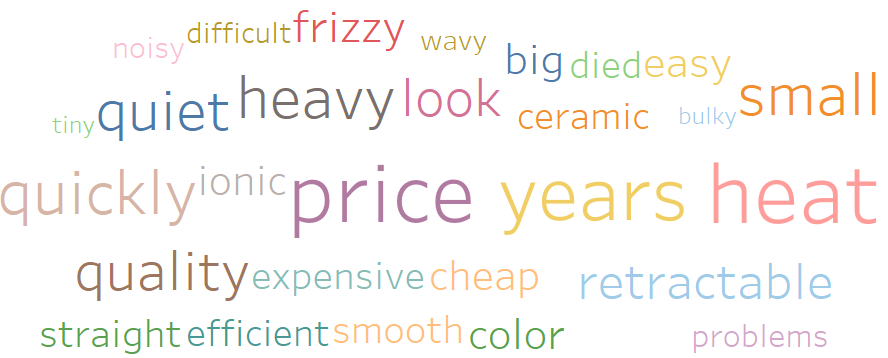 noisy difficult frizzy wavy
big died easy
tiny quiet heavy look ceramic bulky small
quickly ionic price years heat
quality expensive cheap retractable
straight efficient smooth color problems